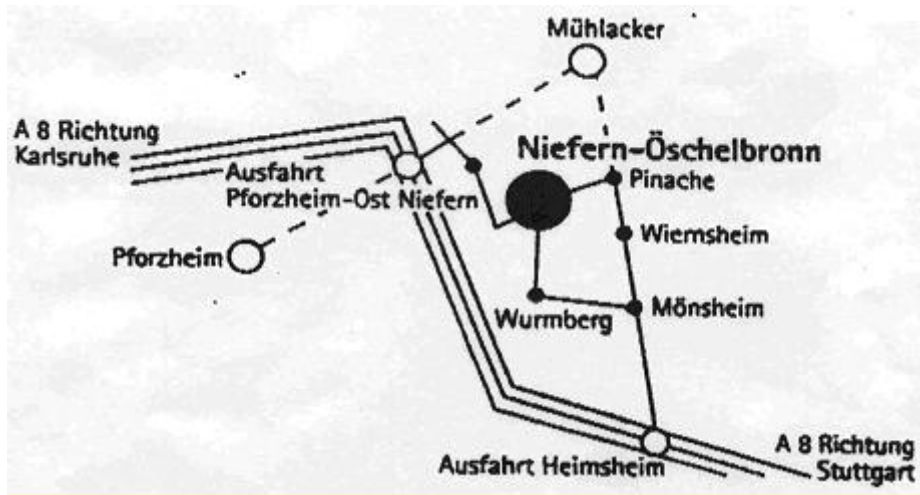 Mühlacker
A 8 Richtung
Karlsruhe
Niefern-Öschelbronn
Ausfahrt
Pforzheim-Ost Niefern
Pinache
Pforzheim
Wiernsheim
Wurmberg
Mönsheim
Ausfahrt Heimsheim
A 8 Richtung
Stuttgart